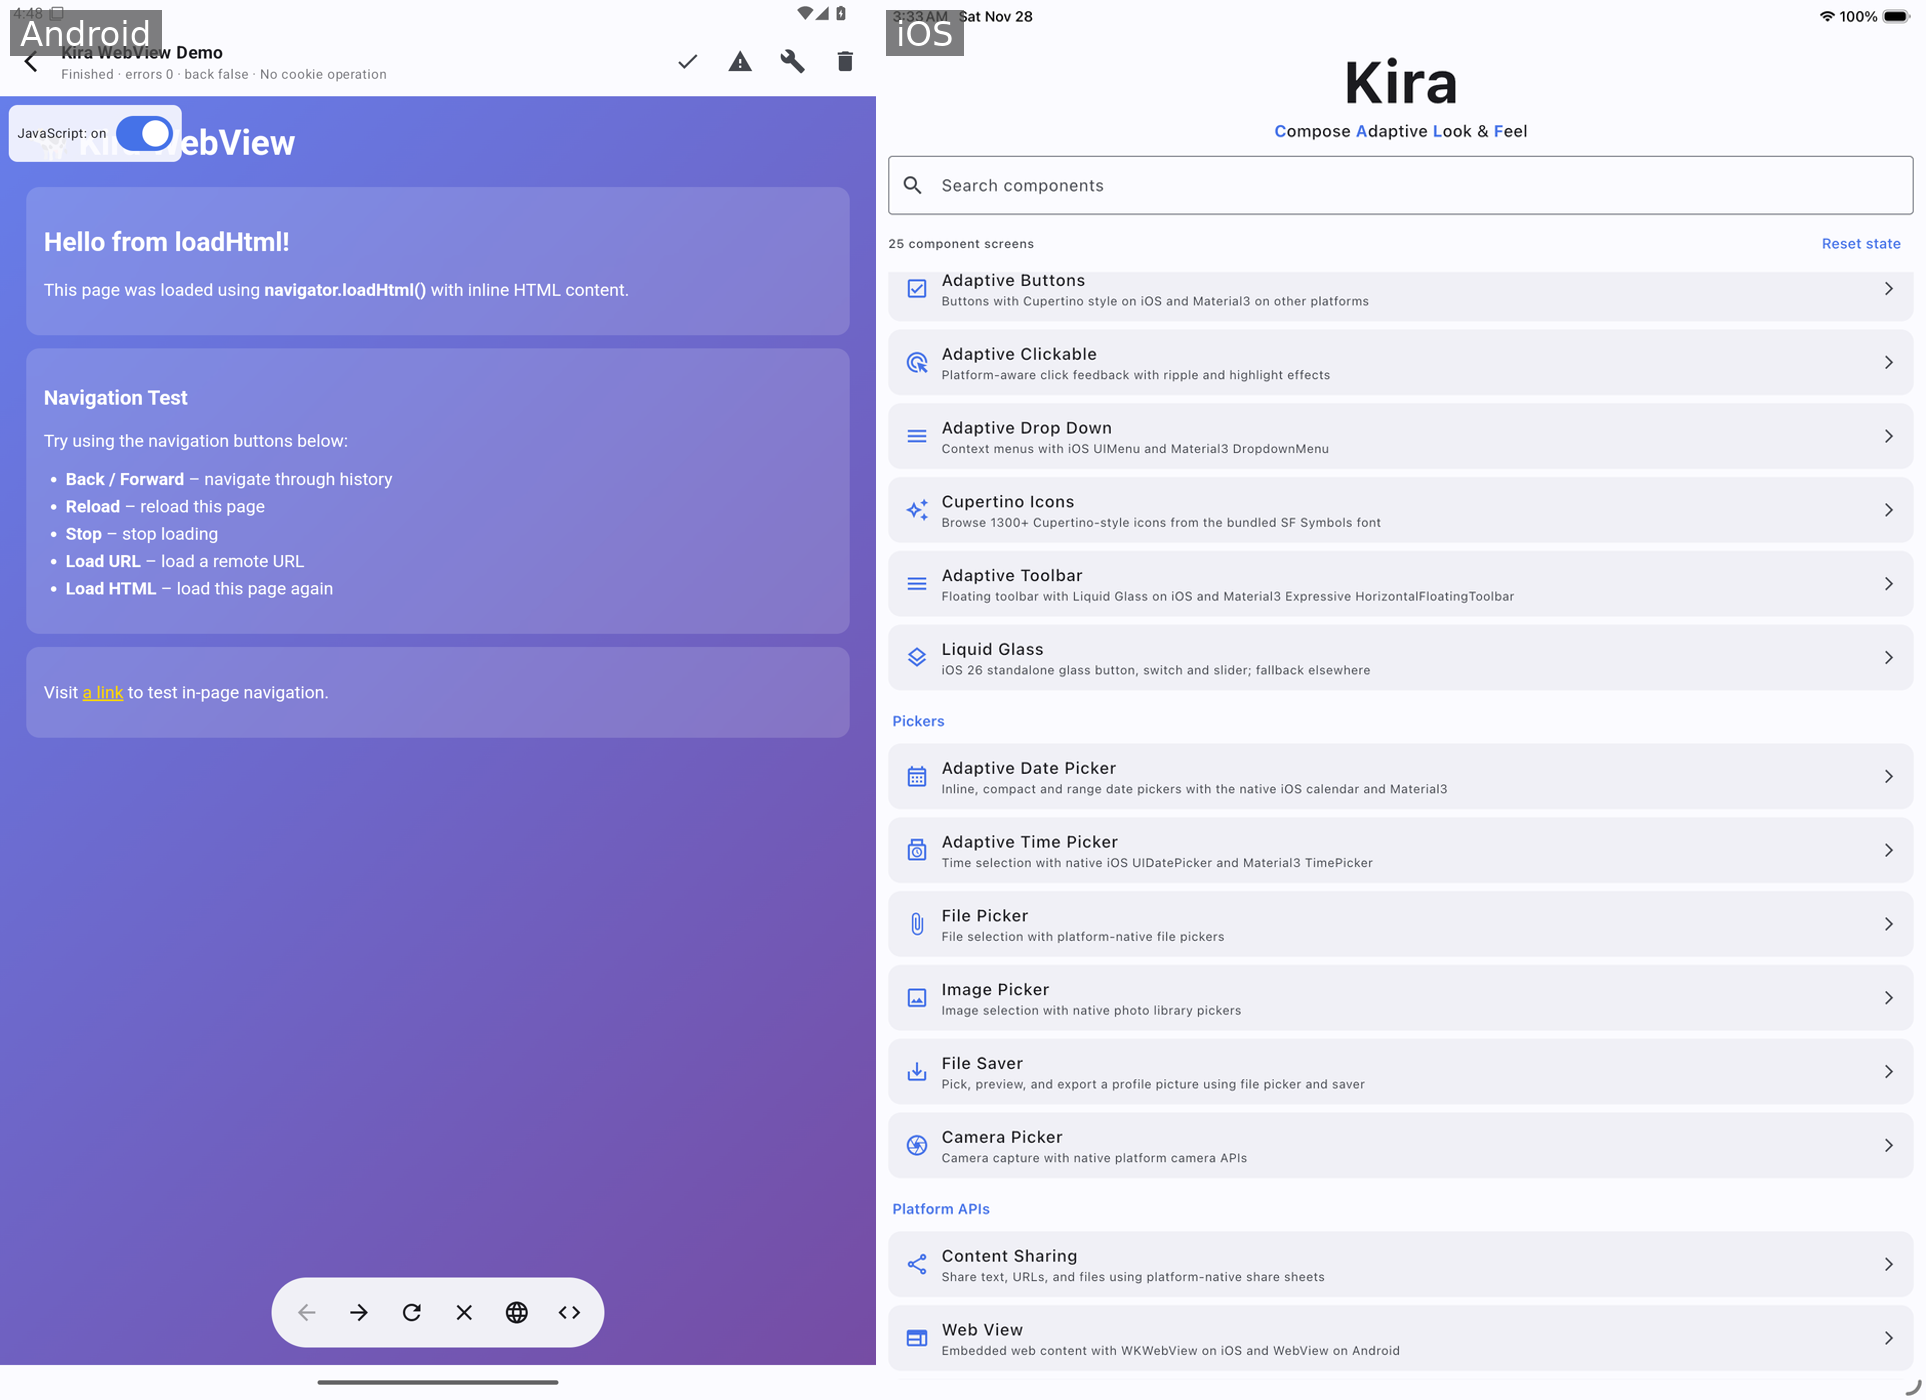 4:48
Android
Kira WebView Demo
Finished · errors 0 · back false · No cookie operation
JavaScript: on
Kira WebView
Hello from loadHtml!
This page was loaded using navigator.loadHtml() with inline HTML content.
Navigation Test
Try using the navigation buttons below:
• Back / Forward – navigate through history
• Reload – reload this page
• Stop – stop loading
• Load URL – load a remote URL
• Load HTML – load this page again
Visit a link to test in-page navigation.
3:33 AM Sat Nov 28
100%
iOS
Kira
Compose Adaptive Look & Feel
Search components
25 component screens
Reset state
Adaptive Buttons
Buttons with Cupertino style on iOS and Material3 on other platforms
Adaptive Clickable
Platform-aware click feedback with ripple and highlight effects
Adaptive Drop Down
Context menus with iOS UIMenu and Material3 DropdownMenu
Cupertino Icons
Browse 1300+ Cupertino-style icons from the bundled SF Symbols font
Adaptive Toolbar
Floating toolbar with Liquid Glass on iOS and Material3 Expressive HorizontalFloatingToolbar
Liquid Glass
iOS 26 standalone glass button, switch and slider; fallback elsewhere
Pickers
Adaptive Date Picker
Inline, compact and range date pickers with the native iOS calendar and Material3
Adaptive Time Picker
Time selection with native iOS UIDatePicker and Material3 TimePicker
File Picker
File selection with platform-native file pickers
Image Picker
Image selection with native photo library pickers
File Saver
Pick, preview, and export a profile picture using file picker and saver
Camera Picker
Camera capture with native platform camera APIs
Platform APIs
Content Sharing
Share text, URLs, and files using platform-native share sheets
Web View
Embedded web content with WKWebView on iOS and WebView on Android